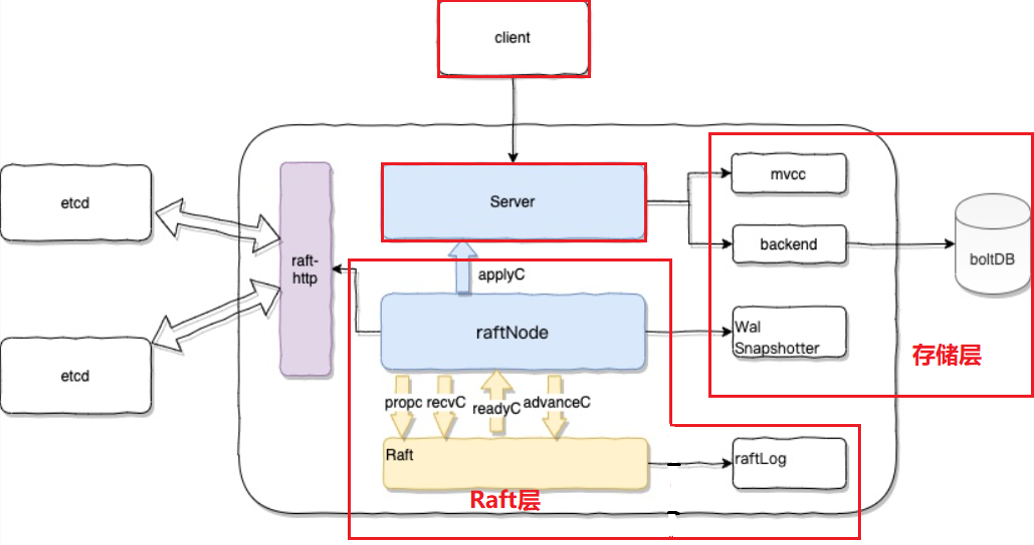 client
etcd
raft-
http
Server
mvcc
backend
boltDB
applyC
raftNode
Wal
Snapshotter
存储层
etcd
propc
recvC
readyC
advanceC
Raft
raftLog
Raft层